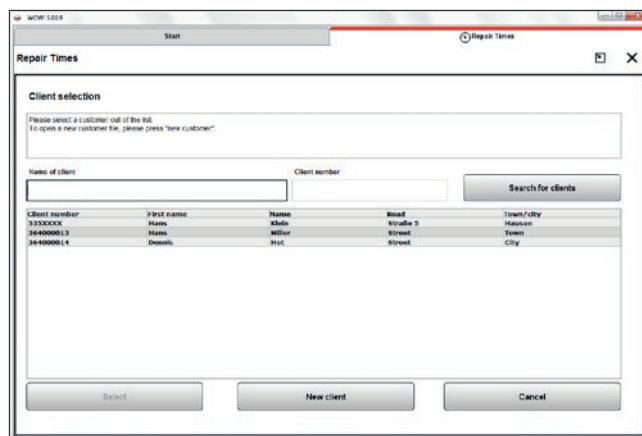 WOW! 5.00.9
Start
Repair Times
Repair Times
Client selection
Please select a customer out of the list.
To open a new customer file, please press "new customer"
Name of client
Client number
Search for clients
Client number First name Name Road Town/city
535XXXX Hans Klein Straße 5 Hausen
364000013 Hans Miller Street Town
364000014 Dennis Hot Street City
Select
New client
Cancel